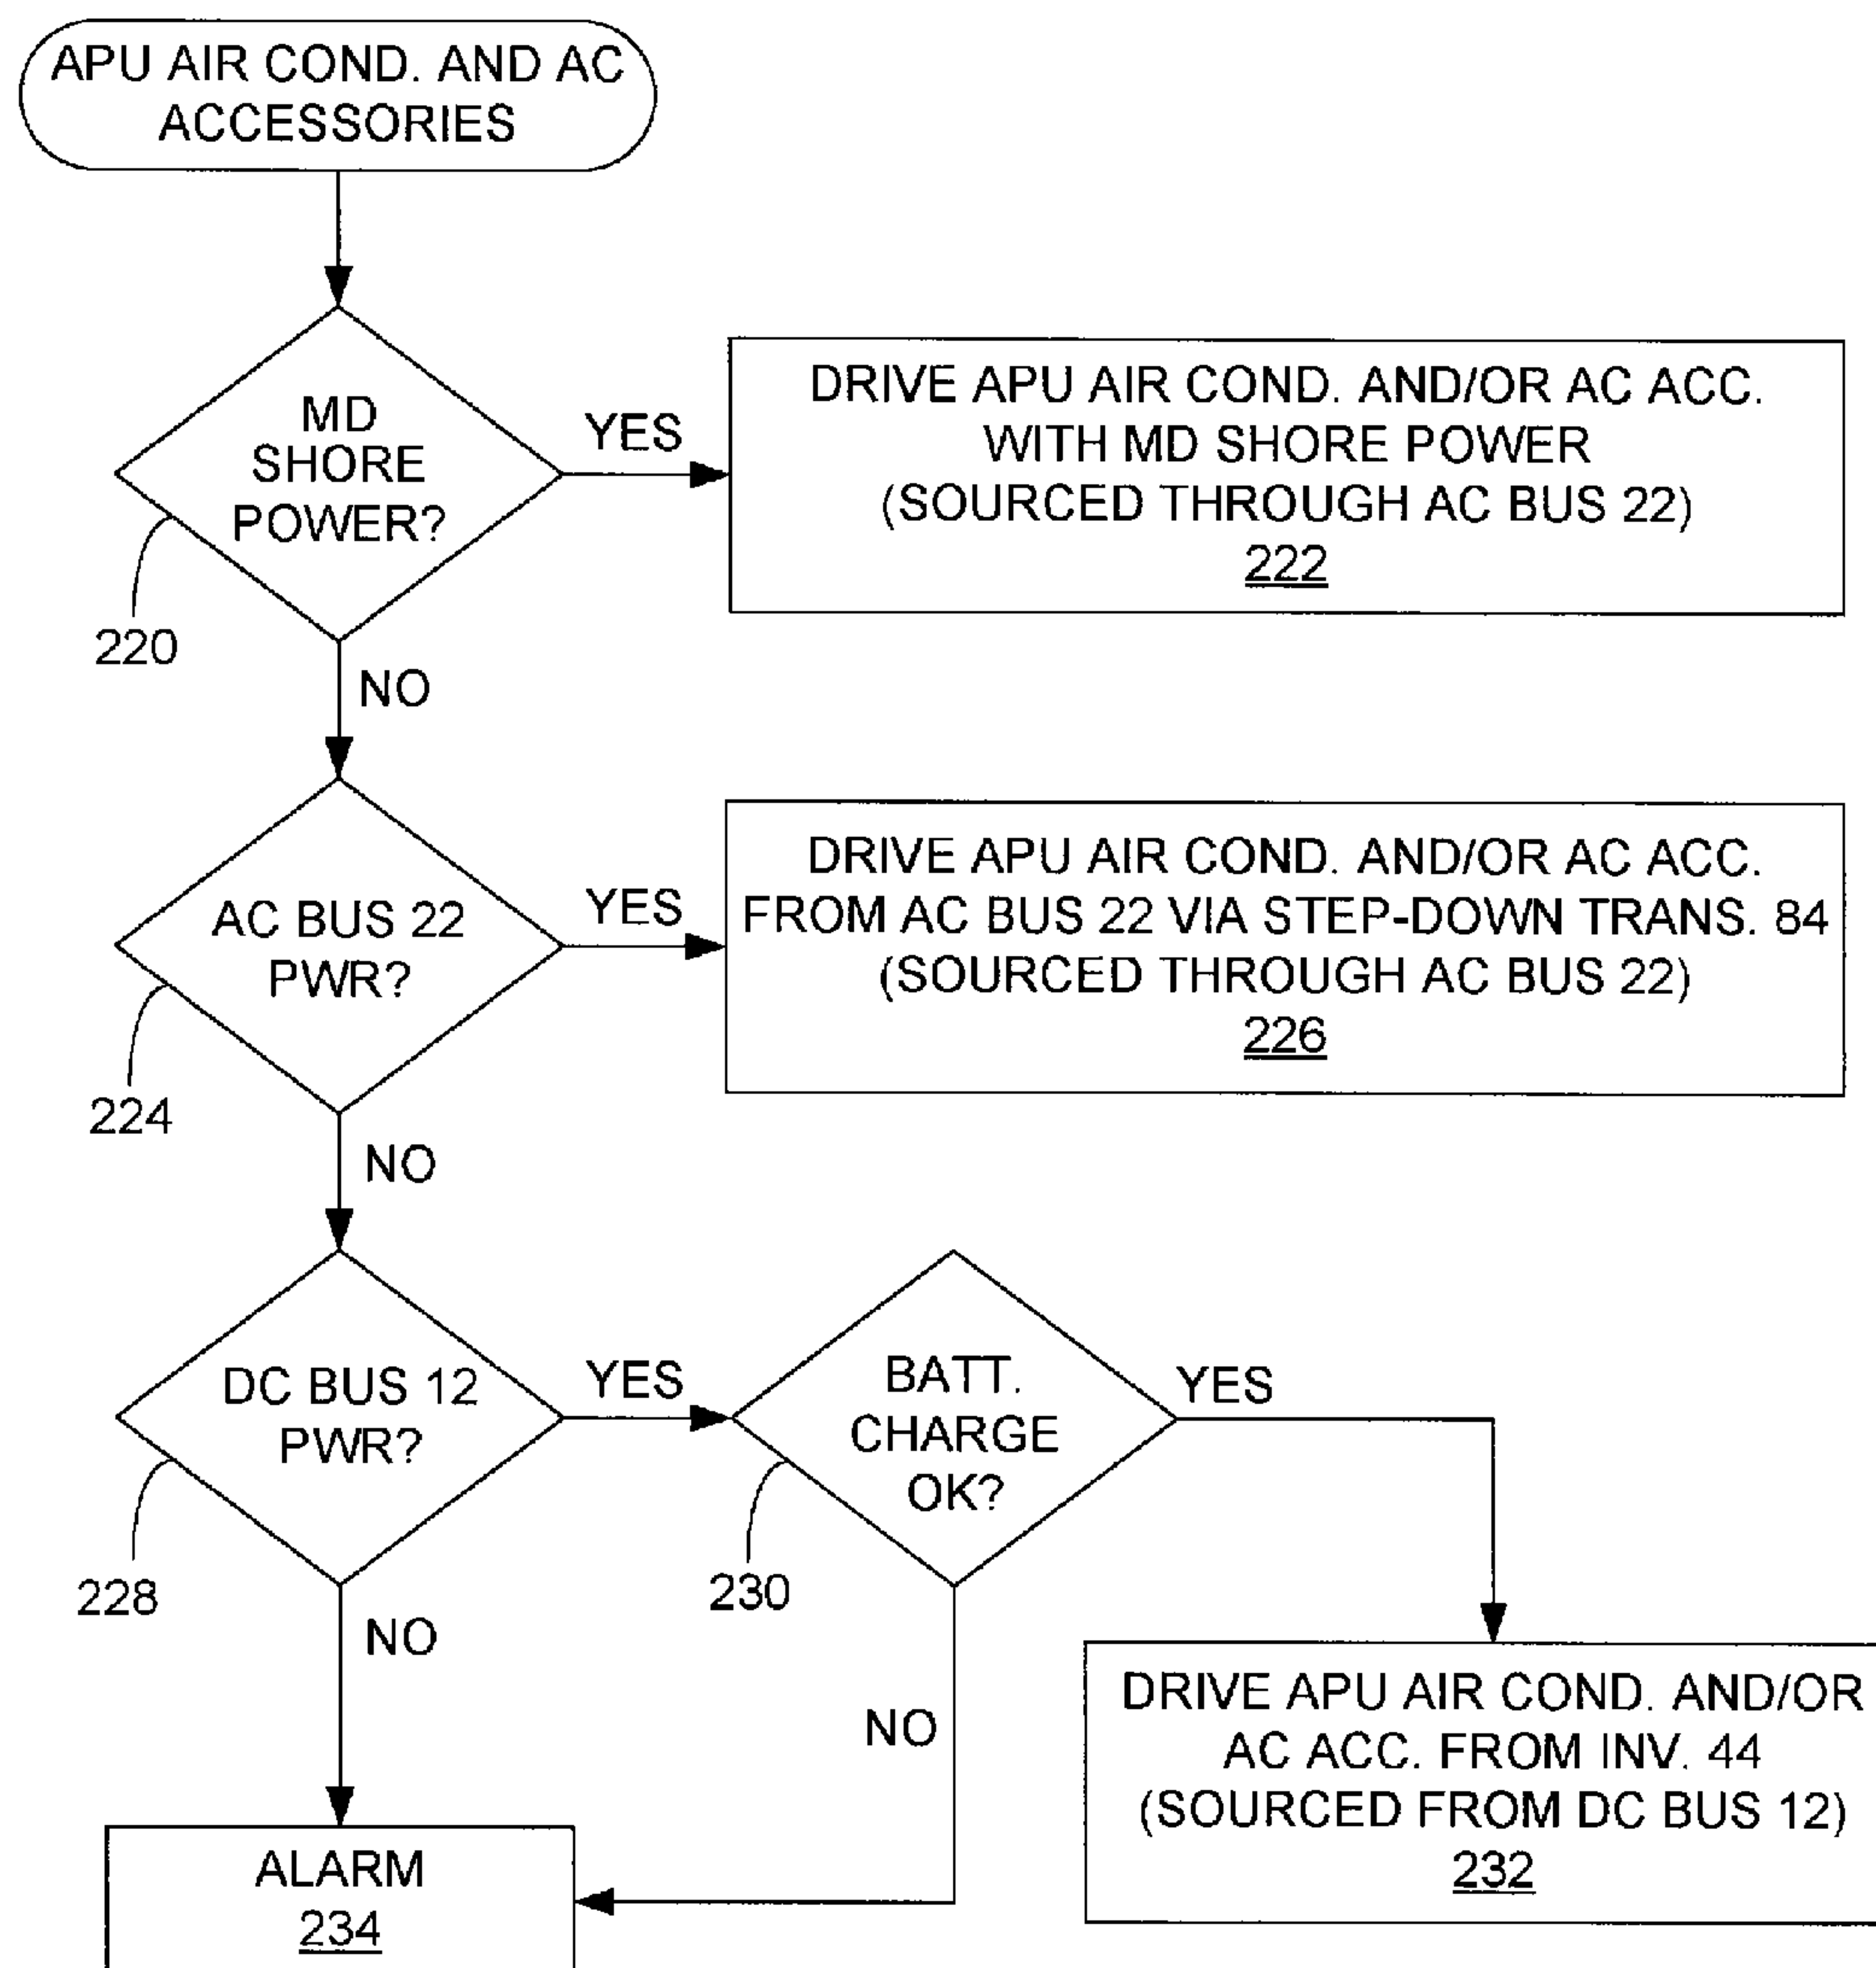 APU AIR COND. AND AC
ACCESSORIES
MD
SHORE
POWER?
220
YES
DRIVE APU AIR COND. AND/OR AC ACC.
WITH MD SHORE POWER
(SOURCED THROUGH AC BUS 22)
222
NO
AC BUS 22
PWR?
224
YES
DRIVE APU AIR COND. AND/OR AC ACC.
FROM AC BUS 22 VIA STEP-DOWN TRANS. 84
(SOURCED THROUGH AC BUS 22)
226
NO
DC BUS 12
PWR?
228
YES
BATT.
CHARGE
OK?
230
YES
NO
NO
DRIVE APU AIR COND. AND/OR
AC ACC. FROM INV. 44
(SOURCED FROM DC BUS 12)
232
ALARM
234